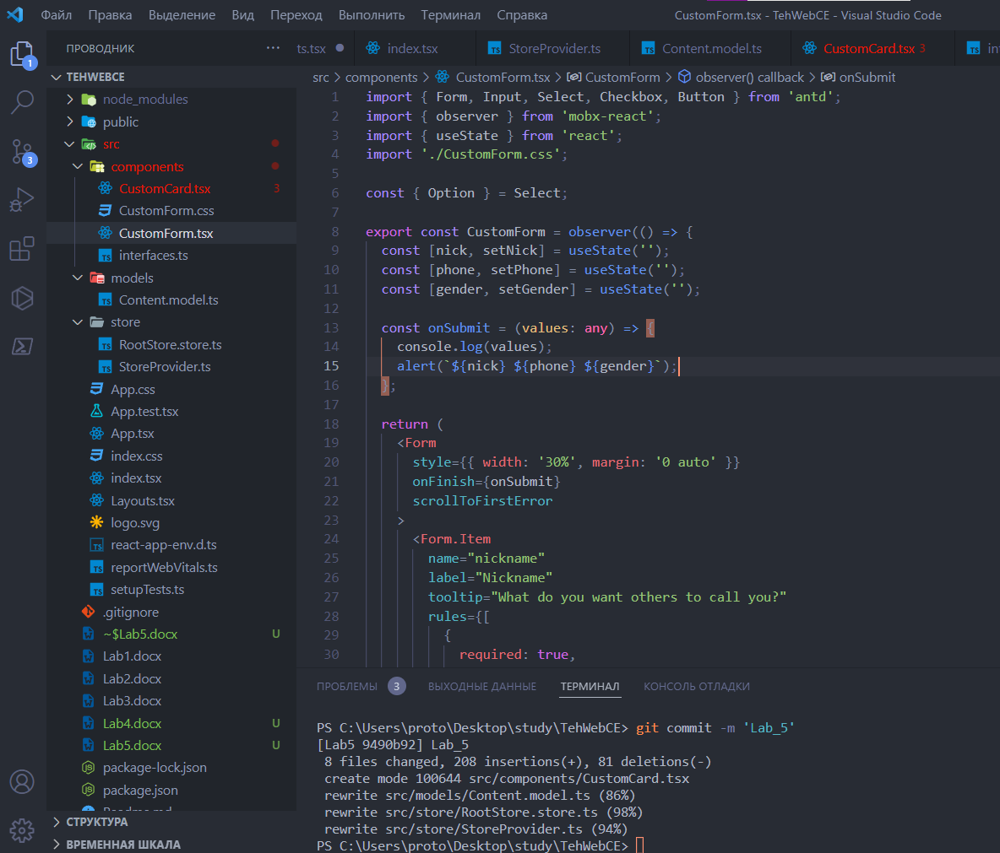 Файл Правка Выделение Вид Переход Выполнить Терминал Справка CustomForm.tsx - TehWebCE - Visual Studio Code
ПРОВОДНИК ··· ts.tsx index.tsx StoreProvider.ts Content.model.ts CustomCard.tsx 3
TEHWEBCE
node_modules
public
src
components
CustomCard.tsx 3
CustomForm.css
CustomForm.tsx
interfaces.ts
models
Content.model.ts
store
RootStore.store.ts
StoreProvider.ts
App.css
App.test.tsx
App.tsx
index.css
index.tsx
Layouts.tsx
logo.svg
react-app-env.d.ts
reportWebVitals.ts
setupTests.ts
.gitignore
~$Lab5.docx U
Lab1.docx
Lab2.docx
Lab3.docx
Lab4.docx U
Lab5.docx U
package-lock.json
package.json
СТРУКТУРА
ВРЕМЕННАЯ ШКАЛА
1
3
src > components > CustomForm.tsx > CustomForm > observer() callback > onSubmit
1 import { Form, Input, Select, Checkbox, Button } from 'antd';
2 import { observer } from 'mobx-react';
3 import { useState } from 'react';
4 import './CustomForm.css';
5
6 const { Option } = Select;
7
8 export const CustomForm = observer(() => {
9 const [nick, setNick] = useState('');
10 const [phone, setPhone] = useState('');
11 const [gender, setGender] = useState('');
12
13 const onSubmit = (values: any) => {
14 console.log(values);
15 alert(`${nick} ${phone} ${gender}`);
16 };
17
18 return (
19 <Form
20 style={{ width: '30%', margin: '0 auto' }}
21 onFinish={onSubmit}
22 scrollToFirstError
23 >
24 <Form.Item
25 name="nickname"
26 label="Nickname"
27 tooltip="What do you want others to call you?"
28 rules={[
29 {
30 required: true,
ПРОБЛЕМЫ 3 ВЫХОДНЫЕ ДАННЫЕ ТЕРМИНАЛ КОНСОЛЬ ОТЛАДКИ
PS C:\Users\proto\Desktop\study\TehWebCE> git commit -m 'Lab_5'
[Lab5 9490b92] Lab_5
8 files changed, 208 insertions(+), 81 deletions(-)
create mode 100644 src/components/CustomCard.tsx
rewrite src/models/Content.model.ts (86%)
rewrite src/store/RootStore.store.ts (98%)
rewrite src/store/StoreProvider.ts (94%)
PS C:\Users\proto\Desktop\study\TehWebCE>